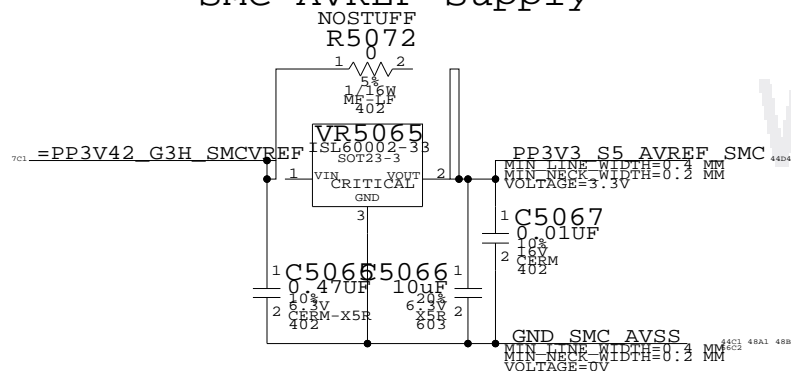 SMC AVREF Supply
NOSTUFF
R5072
0
1 2
5%
1/16W
MF-LF
402
VR5065
ISL60002-33
SOT23-3
7C1 =PP3V42_G3H_SMCVREF
PP3V3_S5_AVREF_SMC 44D4
MIN_LINE_WIDTH=0.4 MM
MIN_NECK_WIDTH=0.2 MM
VOLTAGE=3.3V
1 VIN VOUT 2
CRITICAL
GND
3
1 C5067
0.01UF
10%
16V
2 CERM
402
1 C5065
0.47UF
10%
6.3V
2 CERM-X5R
402
C5066 1
10uF
20%
6.3V
X5R 2
603
GND_SMC_AVSS 44C1 48A1 48B
MIN_LINE_WIDTH=0.4 MM
MIN_NECK_WIDTH=0.2 MM
VOLTAGE=0V